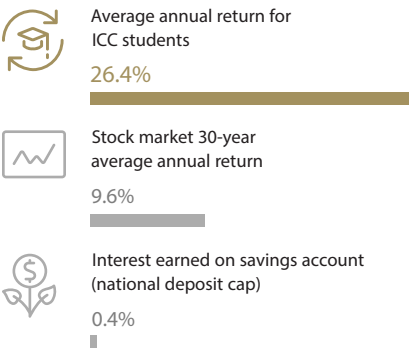 Average annual return for
ICC students
26.4%
Stock market 30-year
average annual return
9.6%
Interest earned on savings account
(national deposit cap)
0.4%
$